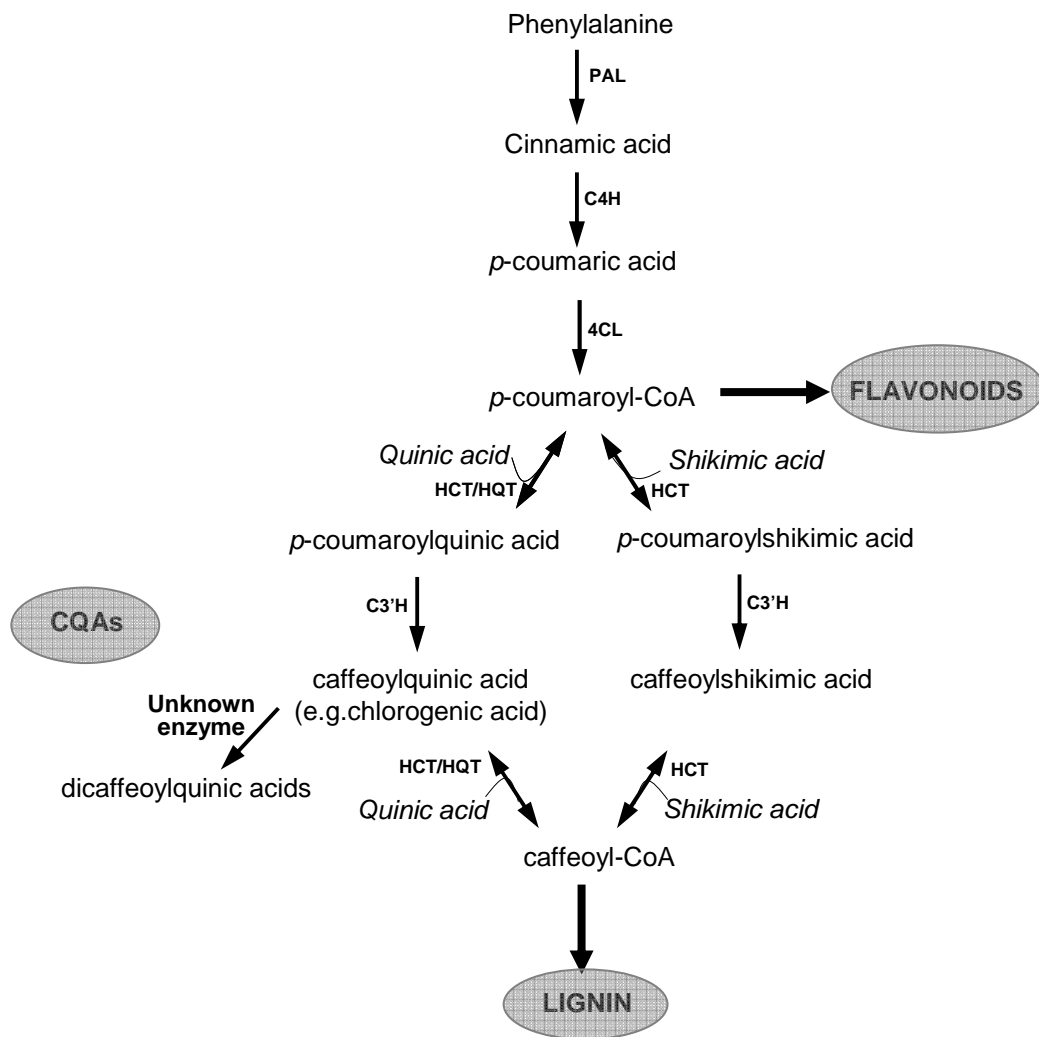 Phenylalanine
PAL
Cinnamic acid
C4H
p-coumaric acid
4CL
p-coumaroyl-CoA
FLAVONOIDS
Quinic acid
Shikimic acid
HCT/HQT
HCT
p-coumaroylquinic acid
p-coumaroylshikimic acid
C3’H
C3’H
CQAs
caffeoylquinic acid
(e.g.chlorogenic acid)
caffeoylshikimic acid
Unknown
enzyme
dicaffeoylquinic acids
HCT/HQT
HCT
Quinic acid
Shikimic acid
caffeoyl-CoA
LIGNIN